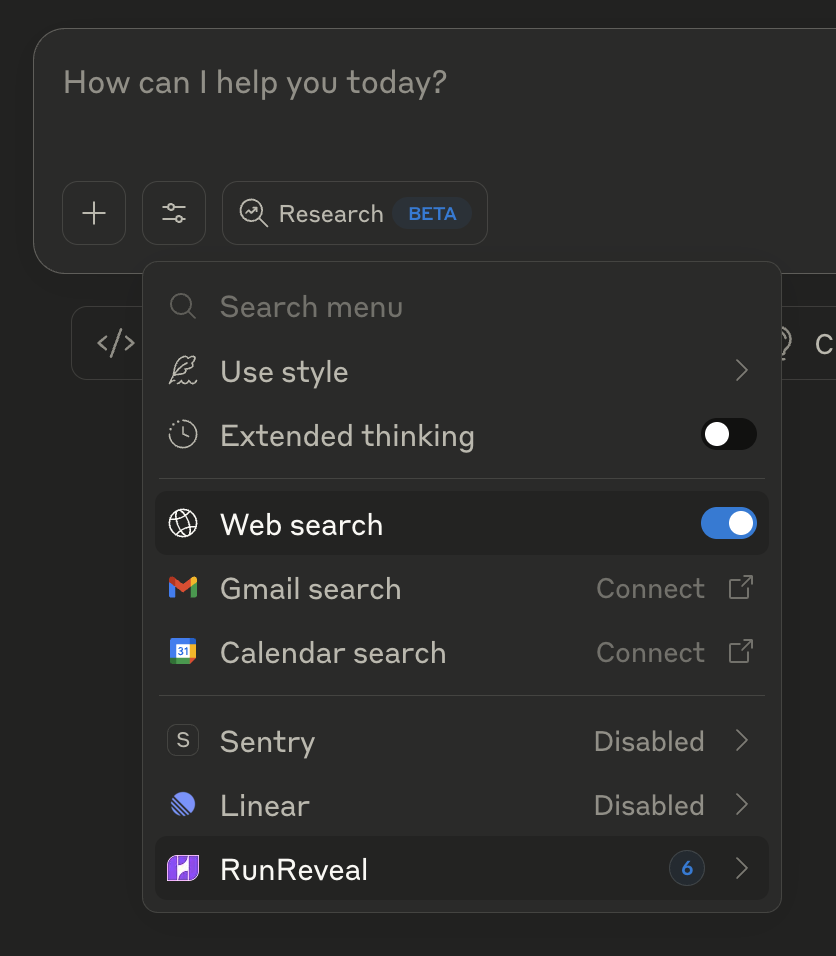 How can I help you today?
Research BETA
Search menu
Use style
Extended thinking
Web search
Gmail search Connect
31 Calendar search Connect
S Sentry Disabled
Linear Disabled
RunReveal 6